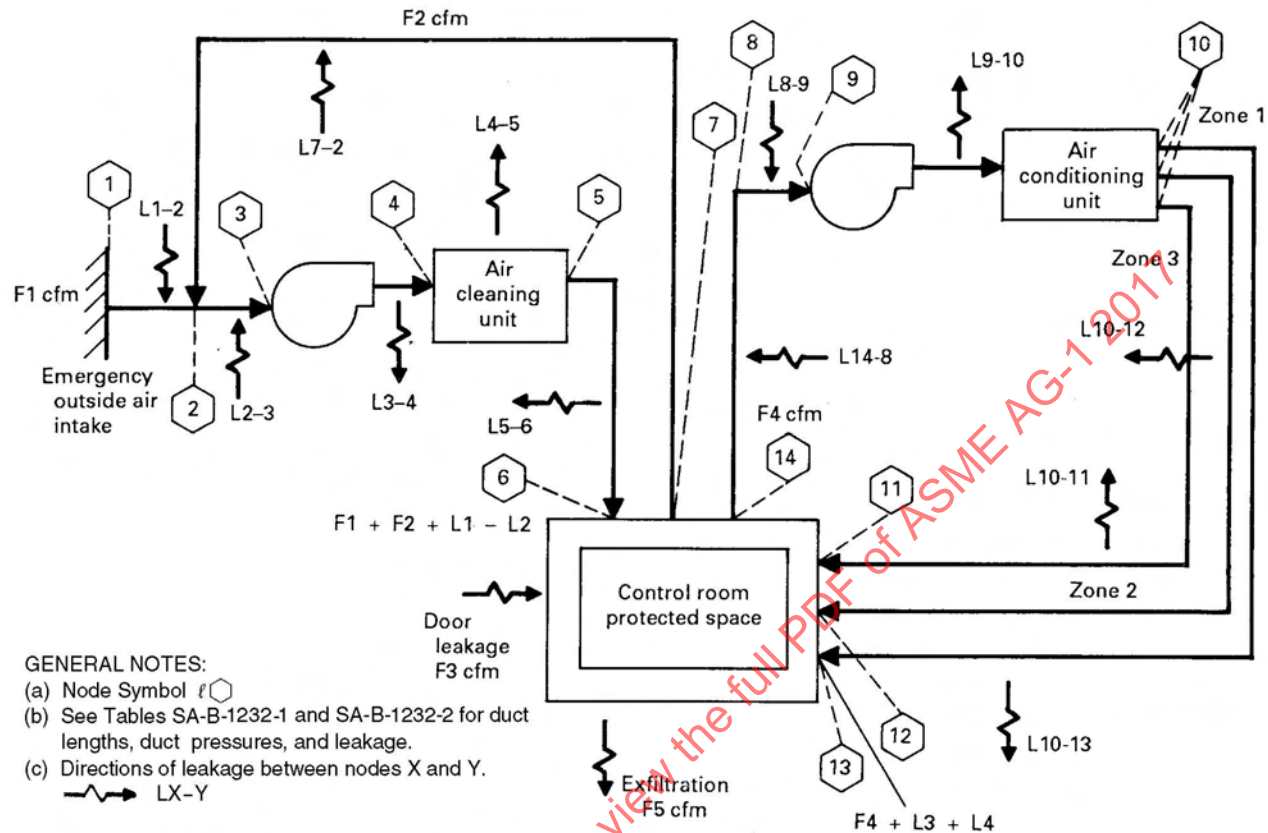 F2 cfm
8
10
L9-10
L8-9
9
Zone 1
7
L4–5
L7–2
1
L1–2
3
4
5
Air
conditioning
unit
Zone 3
F1 cfm
Air
cleaning
unit
L10-12
L14-8
Emergency
outside air
intake
2
L2–3
L3–4
L5–6
F4 cfm
14
6
11
L10-11
F1 + F2 + L1 – L2
Control room
protected space
Zone 2
Door
leakage
F3 cfm
GENERAL NOTES:
(a) Node Symbol ℓ
(b) See Tables SA-B-1232-1 and SA-B-1232-2 for duct
lengths, duct pressures, and leakage.
(c) Directions of leakage between nodes X and Y.
LX–Y
12
13
L10-13
Exfiltration
F5 cfm
F4 + L3 + L4
view the full PDF of ASME AG-1 2017